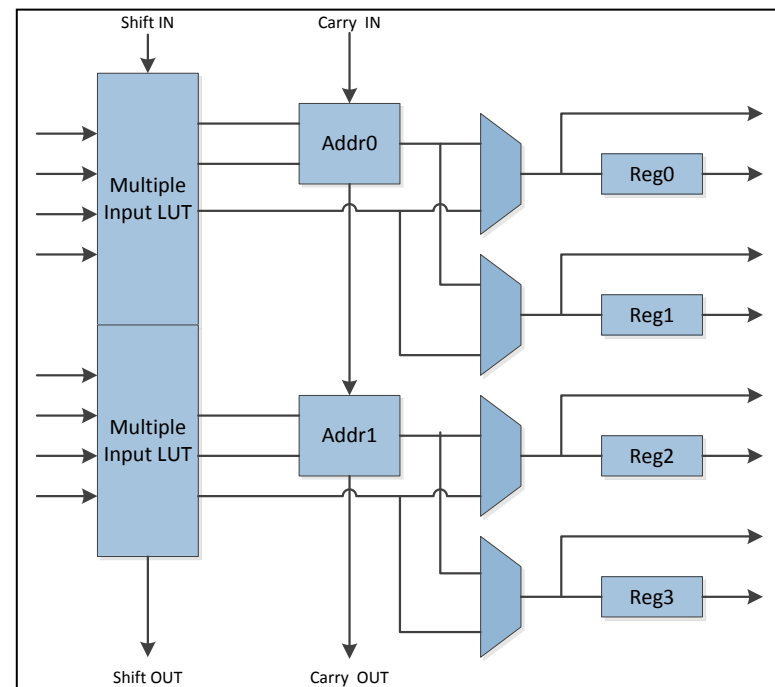 Shift IN
Carry IN
Multiple
Input LUT
Addr0
Reg0
Reg1
Multiple
Input LUT
Addr1
Reg2
Reg3
Shift OUT
Carry OUT